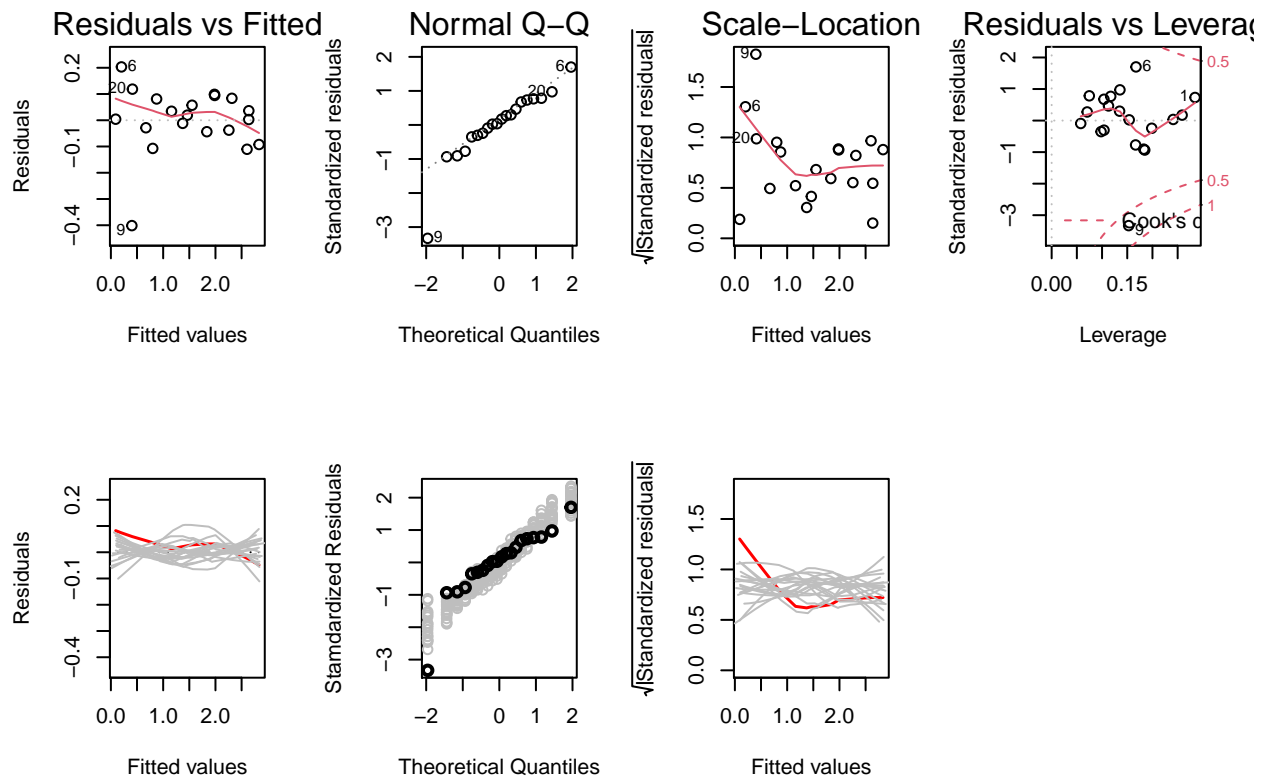 Residuals vs Fitted
Residuals
0.2
−0.1
−0.4
6
20
9
0.0 1.0 2.0
Fitted values
Normal Q−Q
Standardized residuals
2
1
−1
−3
6
20
9
−2 0 1 2
Theoretical Quantiles
Scale−Location
√|Standardized residuals|
1.5
1.0
0.5
0.0
9
6
20
0.0 1.0 2.0
Fitted values
Residuals vs Leverag
Standardized residuals
2
1
−1
−3
6
1
9
0.5
0.5
1
Cook's d
0.00 0.15
Leverage
Residuals
0.2
−0.1
−0.4
0.0 1.0 2.0
Fitted values
Stamdardized Residuals
2
1
−1
−3
−2 0 1 2
Theoretical Quantiles
√|Standardized residuals|
1.5
1.0
0.5
0.0
0.0 1.0 2.0
Fitted values